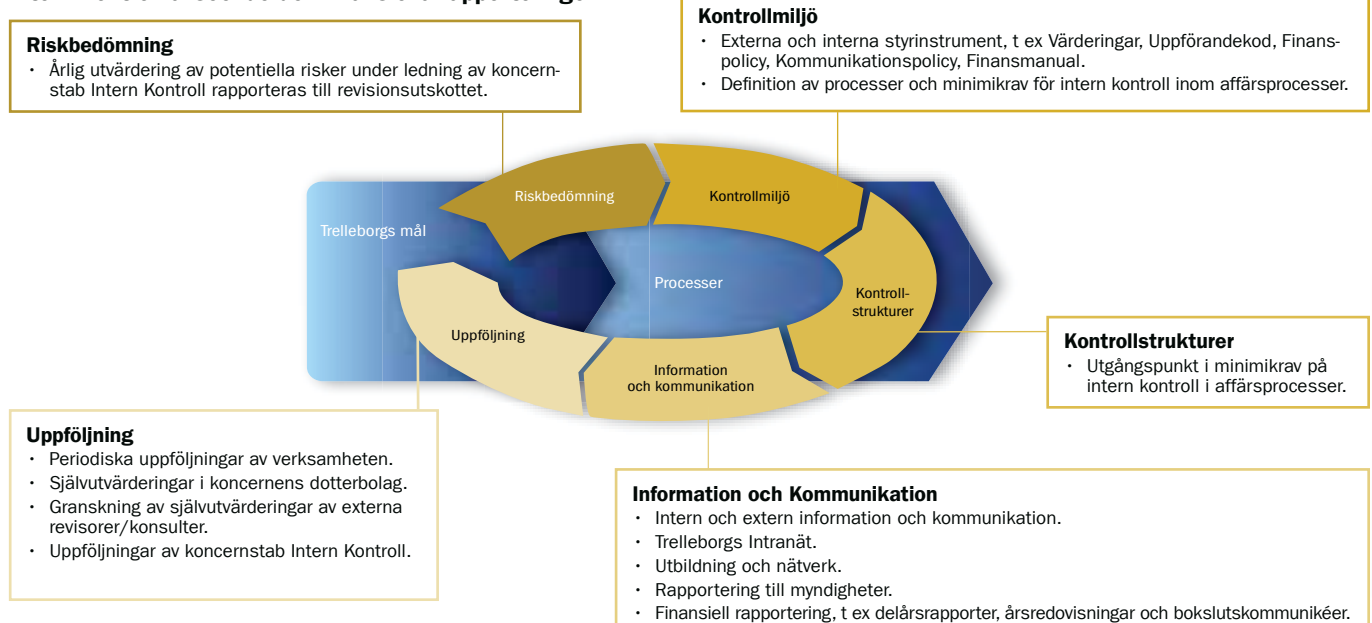 Riskbedömning
· Årlig utvärdering av potentiella risker under ledning av koncern-
stab Intern Kontroll rapporteras till revisionsutskottet.
Kontrollmiljö
· Externa och interna styrinstrument, t ex Värderingar, Uppförandekod, Finans-
policy, Kommunikationspolicy, Finansmanual.
· Definition av processer och minimikrav för intern kontroll inom affärsprocesser.
Riskbedömning
Kontrollmiljö
Trelleborgs mål
Processer
Kontroll-
strukturer
Uppföljning
Information
och kommunikation
Kontrollstrukturer
· Utgångspunkt i minimikrav på
intern kontroll i affärsprocesser.
Uppföljning
· Periodiska uppföljningar av verksamheten.
· Självutvärderingar i koncernens dotterbolag.
· Granskning av självutvärderingar av externa
revisorer/konsulter.
· Uppföljningar av koncernstab Intern Kontroll.
Information och Kommunikation
· Intern och extern information och kommunikation.
· Trelleborgs Intranät.
· Utbildning och nätverk.
· Rapportering till myndigheter.
· Finansiell rapportering, t ex delårsrapporter, årsredovisningar och bokslutskommunikéer.